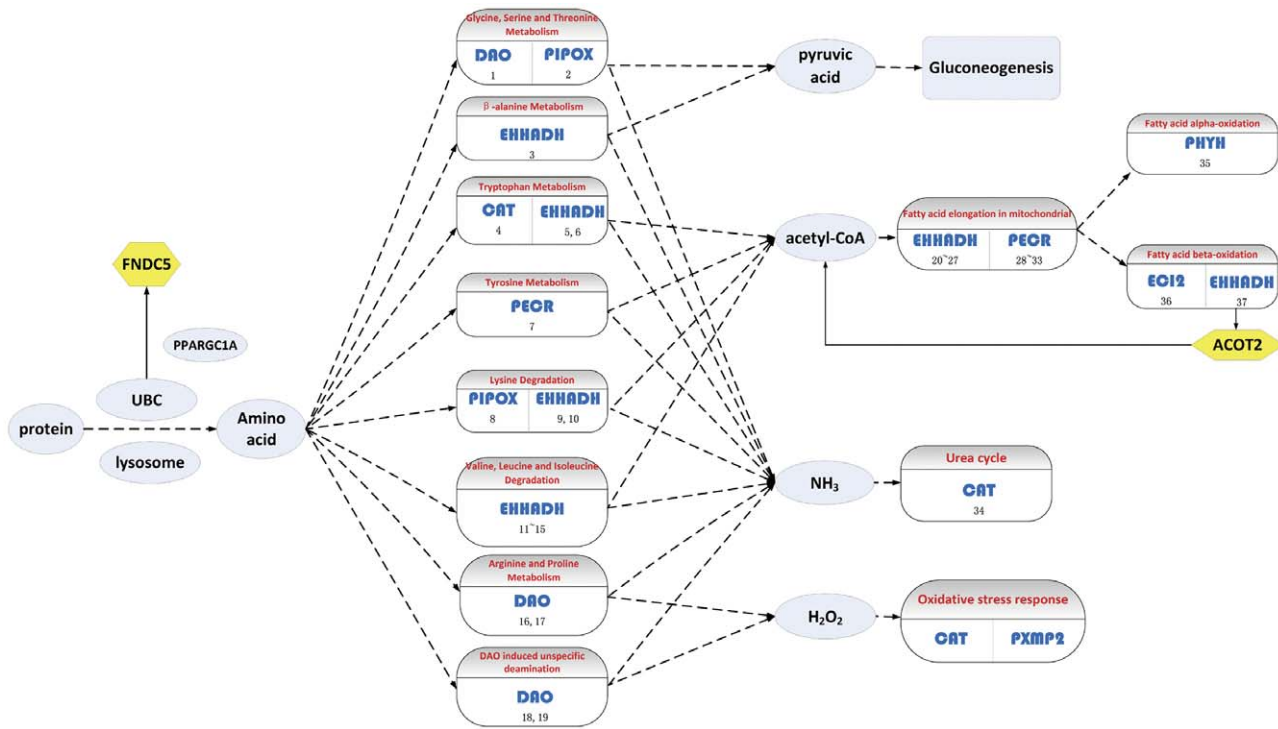 FNDC5
PPARGC1A
UBC
protein
lysosome
Amino
acid
Glycine, Serine and Threonine
Metabolism
DAO PIPOX
1 2
β-alanine Metabolism
EHHADH
3
Tryptophan Metabolism
CAT EHHADH
4 5, 6
Tyrosine Metabolism
PECR
7
Lysine Degradation
PIPOX EHHADH
8 9, 10
Valine, Leucine and Isoleucine
Degradation
EHHADH
11~15
Arginine and Proline
Metabolism
DAO
16, 17
DAO induced unspecific
deamination
DAO
18, 19
pyruvic
acid
Gluconeogenesis
acetyl-CoA
Fatty acid elongation in mitochondrial
EHHADH PECR
20~27 28~33
Fatty acid alpha-oxidation
PHYH
35
Fatty acid beta-oxidation
ECI2 EHHADH
36 37
ACOT2
NH₃
Urea cycle
CAT
34
H₂O₂
Oxidative stress response
CAT PXMP2